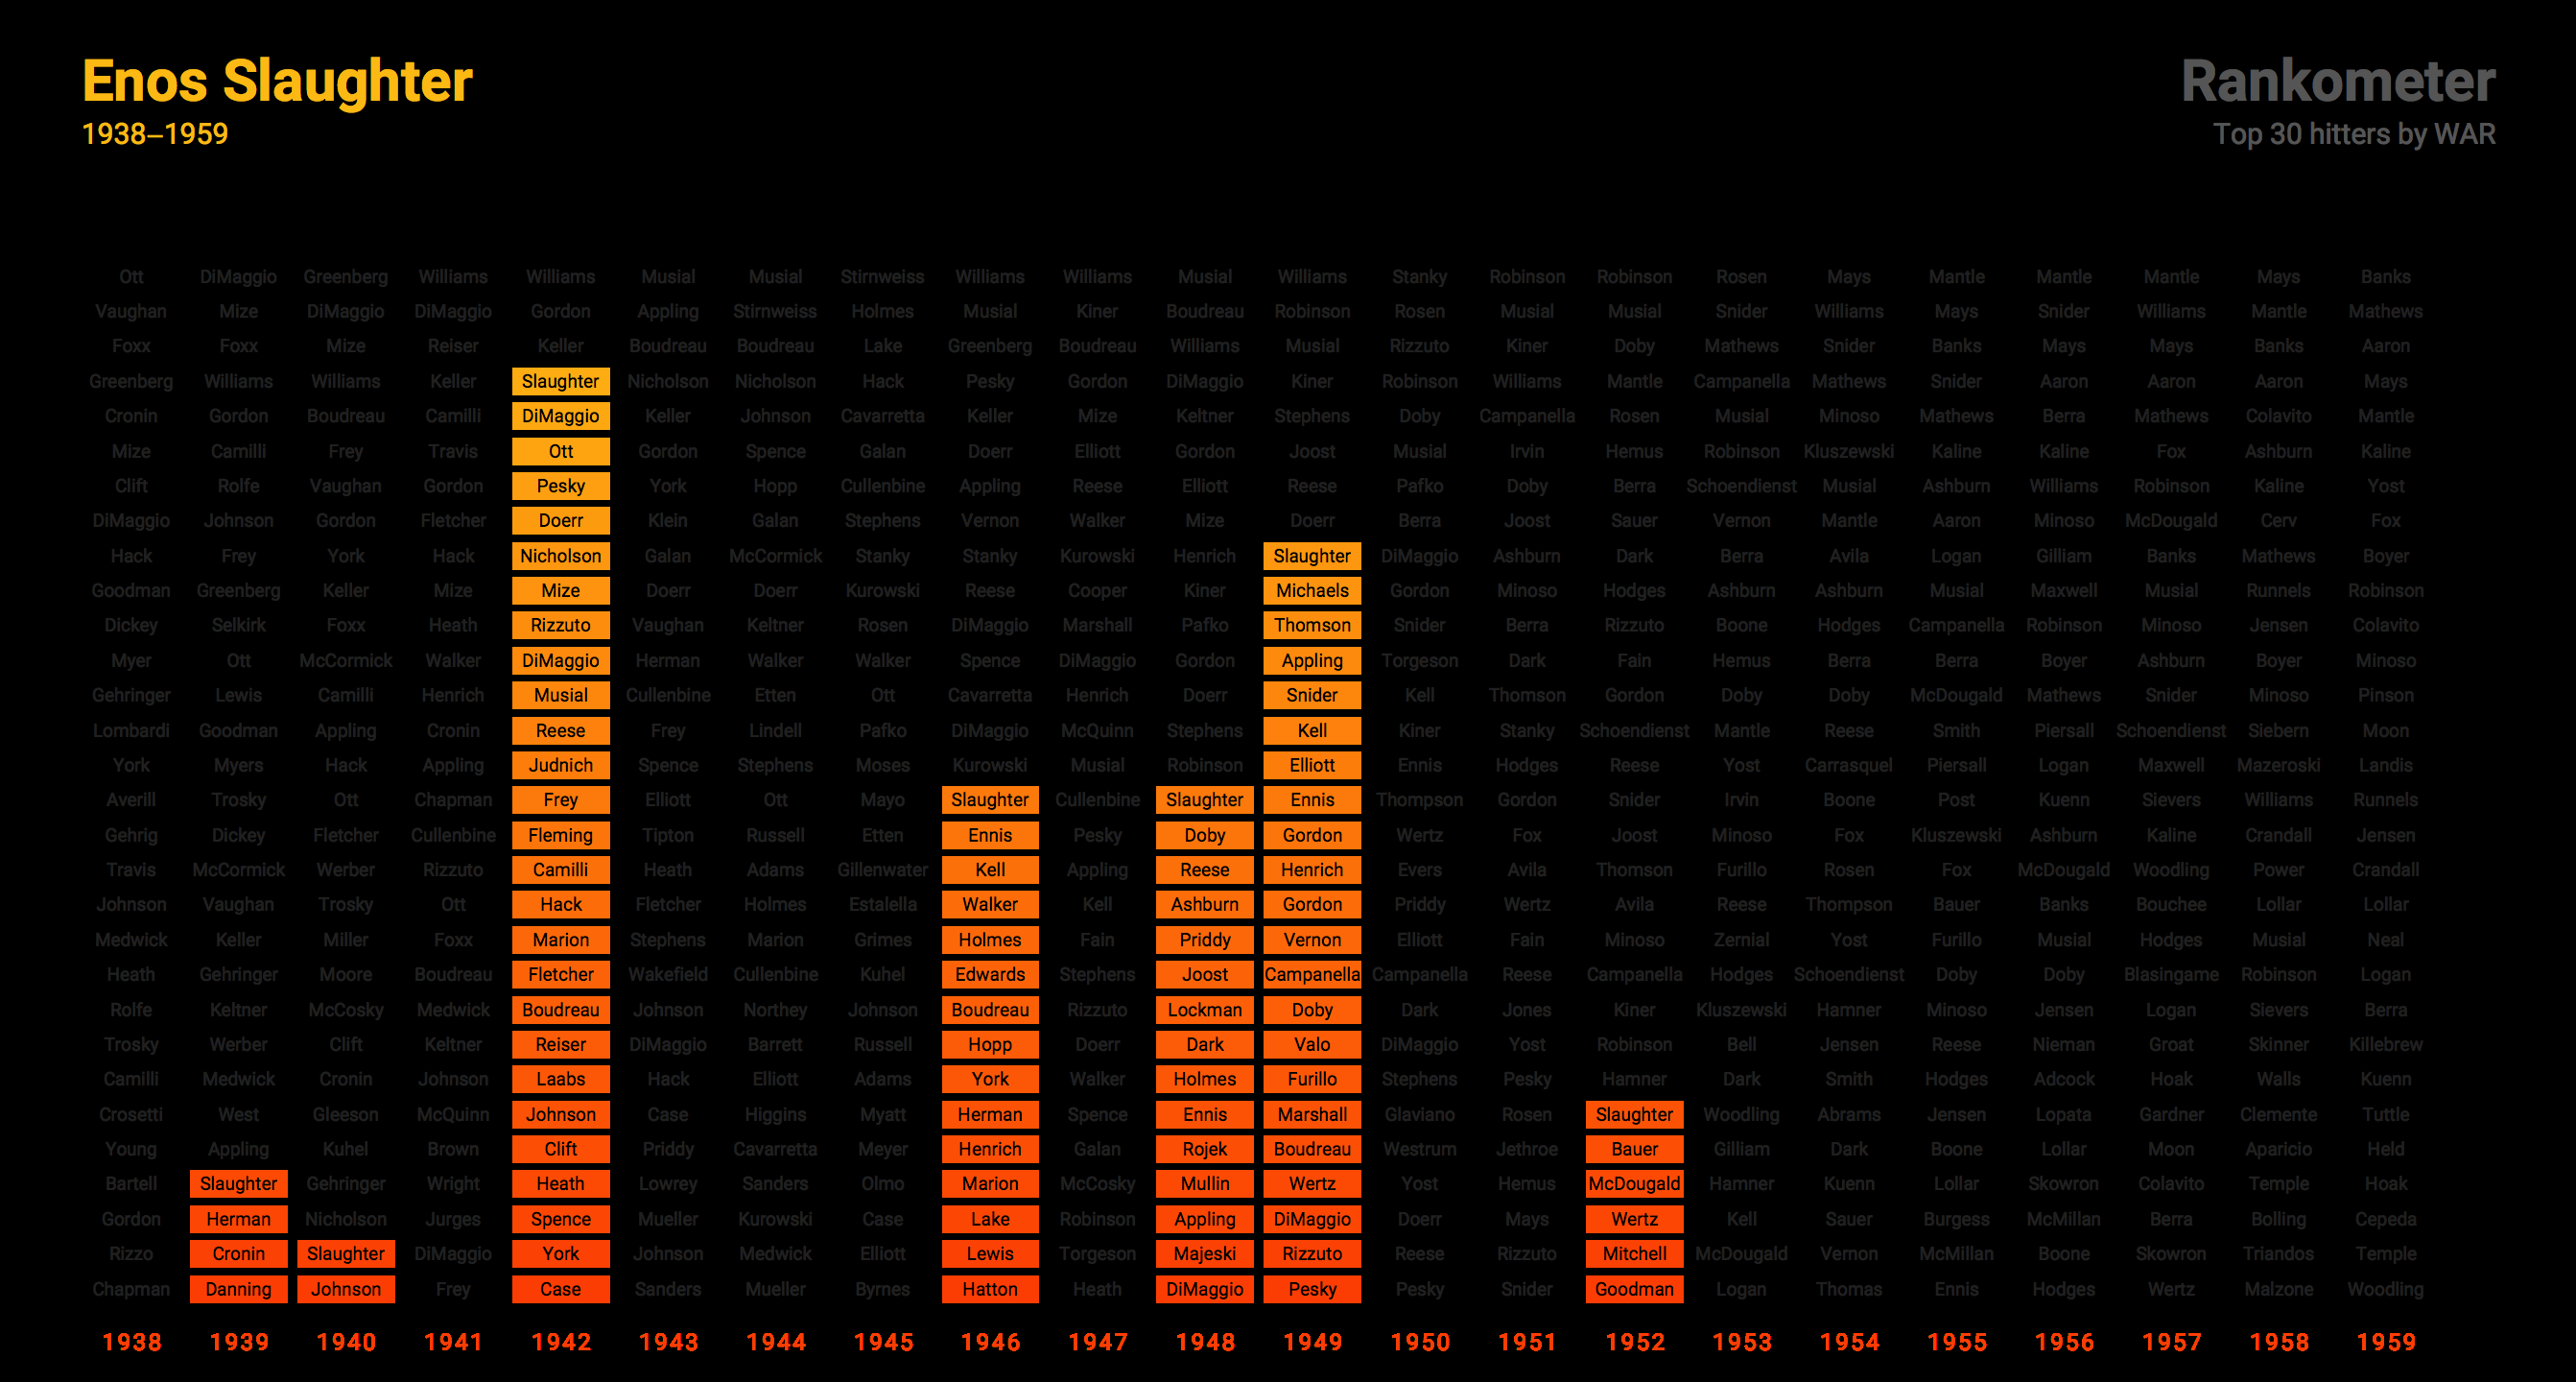 Enos Slaughter
1938–1959
Rankometer
Top 30 hitters by WAR
Ott DiMaggio Greenberg Williams Williams Musial Musial Stirnweiss Williams Williams Musial Williams Stanky Robinson Robinson Rosen Mays Mantle Mantle Mantle Mays Banks
Vaughan Mize DiMaggio DiMaggio Gordon Appling Stirnweiss Holmes Musial Kiner Boudreau Robinson Rosen Musial Musial Snider Williams Mays Snider Williams Mantle Mathews
Foxx Foxx Mize Reiser Keller Boudreau Boudreau Lake Greenberg Boudreau Williams Musial Rizzuto Kiner Doby Mathews Snider Banks Mays Mays Banks Aaron
Greenberg Williams Williams Keller Slaughter Nicholson Nicholson Hack Pesky Gordon DiMaggio Kiner Robinson Williams Mantle Campanella Mathews Snider Aaron Aaron Aaron Mays
Cronin Gordon Boudreau Camilli DiMaggio Keller Johnson Cavarretta Keller Mize Keltner Stephens Doby Campanella Rosen Musial Minoso Mathews Berra Mathews Colavito Mantle
Mize Camilli Frey Travis Ott Gordon Spence Galan Doerr Elliott Gordon Joost Musial Irvin Hemus Robinson Kluszewski Kaline Kaline Fox Ashburn Kaline
Clift Rolfe Vaughan Gordon Pesky York Hopp Cullenbine Appling Reese Elliott Reese Pafko Doby Berra Schoendienst Musial Ashburn Williams Robinson Kaline Yost
DiMaggio Johnson Gordon Fletcher Doerr Klein Galan Stephens Vernon Walker Mize Doerr Berra Joost Sauer Vernon Mantle Aaron Minoso McDougald Cerv Fox
Hack Frey York Hack Nicholson Galan McCormick Stanky Stanky Kurowski Henrich Slaughter DiMaggio Ashburn Dark Berra Avila Logan Gilliam Banks Mathews Boyer
Goodman Greenberg Keller Mize Mize Doerr Doerr Kurowski Reese Cooper Kiner Michaels Gordon Minoso Hodges Ashburn Ashburn Musial Maxwell Musial Runnels Robinson
Dickey Selkirk Foxx Heath Rizzuto Vaughan Keltner Rosen DiMaggio Marshall Pafko Thomson Snider Berra Rizzuto Boone Hodges Campanella Robinson Minoso Jensen Colavito
Myer Ott McCormick Walker DiMaggio Herman Walker Walker Spence DiMaggio Gordon Appling Torgeson Dark Fain Hemus Berra Berra Boyer Ashburn Boyer Minoso
Gehringer Lewis Camilli Henrich Musial Cullenbine Etten Ott Cavarretta Henrich Doerr Snider Kell Thomson Gordon Doby Doby McDougald Mathews Snider Minoso Pinson
Lombardi Goodman Appling Cronin Reese Frey Lindell Pafko DiMaggio McQuinn Stephens Kell Kiner Stanky Schoendienst Mantle Reese Smith Piersall Schoendienst Siebern Moon
York Myers Hack Appling Judnich Spence Stephens Moses Kurowski Musial Robinson Elliott Ennis Hodges Reese Yost Carrasquel Piersall Logan Maxwell Mazeroski Landis
Averill Trosky Ott Chapman Frey Elliott Ott Mayo Slaughter Cullenbine Slaughter Ennis Thompson Gordon Snider Irvin Boone Post Kuenn Sievers Williams Runnels
Gehrig Dickey Fletcher Cullenbine Fleming Tipton Russell Etten Ennis Pesky Doby Gordon Wertz Fox Joost Minoso Fox Kluszewski Ashburn Kaline Crandall Jensen
Travis McCormick Werber Rizzuto Camilli Heath Adams Gillenwater Kell Appling Reese Henrich Evers Avila Thomson Furillo Rosen Fox McDougald Woodling Power Crandall
Johnson Vaughan Trosky Ott Hack Fletcher Holmes Estalella Walker Kell Ashburn Gordon Priddy Wertz Avila Reese Thompson Bauer Banks Bouchee Lollar Lollar
Medwick Keller Miller Foxx Marion Stephens Marion Grimes Holmes Fain Priddy Vernon Elliott Fain Minoso Zernial Yost Furillo Musial Hodges Musial Neal
Heath Gehringer Moore Boudreau Fletcher Wakefield Cullenbine Kuhel Edwards Stephens Joost Campanella Campanella Reese Campanella Hodges Schoendienst Doby Doby Blasingame Robinson Logan
Rolfe Keltner McCosky Medwick Boudreau Johnson Northey Johnson Boudreau Rizzuto Lockman Doby Dark Jones Kiner Kluszewski Hamner Minoso Jensen Logan Sievers Berra
Trosky Werber Clift Keltner Reiser DiMaggio Barrett Russell Hopp Doerr Dark Valo DiMaggio Yost Robinson Bell Jensen Reese Nieman Groat Skinner Killebrew
Camilli Medwick Cronin Johnson Laabs Hack Elliott Adams York Walker Holmes Furillo Stephens Pesky Hamner Dark Smith Hodges Adcock Hoak Walls Kuenn
Crosetti West Gleeson McQuinn Johnson Case Higgins Myatt Herman Spence Ennis Marshall Glaviano Rosen Slaughter Woodling Abrams Jensen Lopata Gardner Clemente Tuttle
Young Appling Kuhel Brown Clift Priddy Cavarretta Meyer Henrich Galan Rojek Boudreau Westrum Jethroe Bauer Gilliam Dark Boone Lollar Moon Aparicio Held
Bartell Slaughter Gehringer Wright Heath Lowrey Sanders Olmo Marion McCosky Mullin Wertz Yost Hemus McDougald Hamner Kuenn Lollar Skowron Colavito Temple Hoak
Gordon Herman Nicholson Jurges Spence Mueller Kurowski Case Lake Robinson Appling DiMaggio Doerr Mays Wertz Kell Sauer Burgess McMillan Berra Bolling Cepeda
Rizzo Cronin Slaughter DiMaggio York Johnson Medwick Elliott Lewis Torgeson Majeski Rizzuto Reese Rizzuto Mitchell McDougald Vernon McMillan Boone Skowron Triandos Temple
Chapman Danning Johnson Frey Case Sanders Mueller Byrnes Hatton Heath DiMaggio Pesky Pesky Snider Goodman Logan Thomas Ennis Hodges Wertz Malzone Woodling
1938 1939 1940 1941 1942 1943 1944 1945 1946 1947 1948 1949 1950 1951 1952 1953 1954 1955 1956 1957 1958 1959